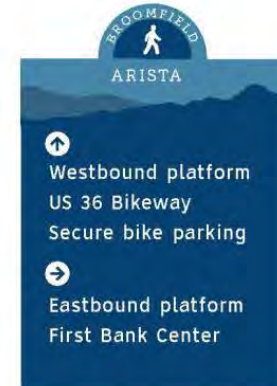 BROOMFIELD
ARISTA
Westbound platform
US 36 Bikeway
Secure bike parking
Eastbound platform
First Bank Center